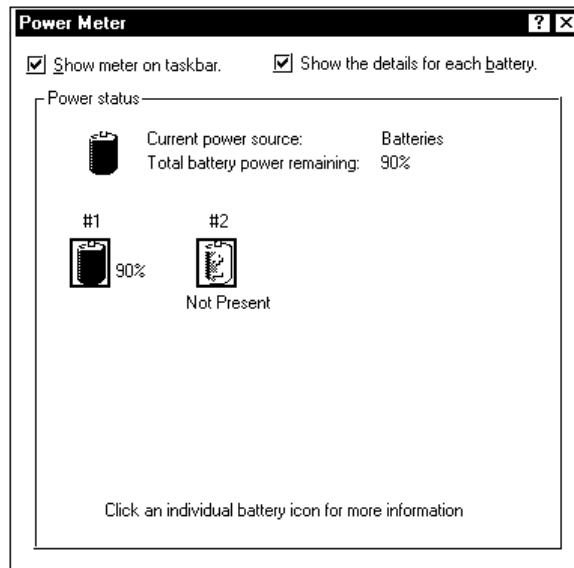 Power Meter
Show meter on taskbar. Show the details for each battery.
Power status
Current power source: Batteries
Total battery power remaining: 90%
#1 #2
90%
Not Present
Click an individual battery icon for more information